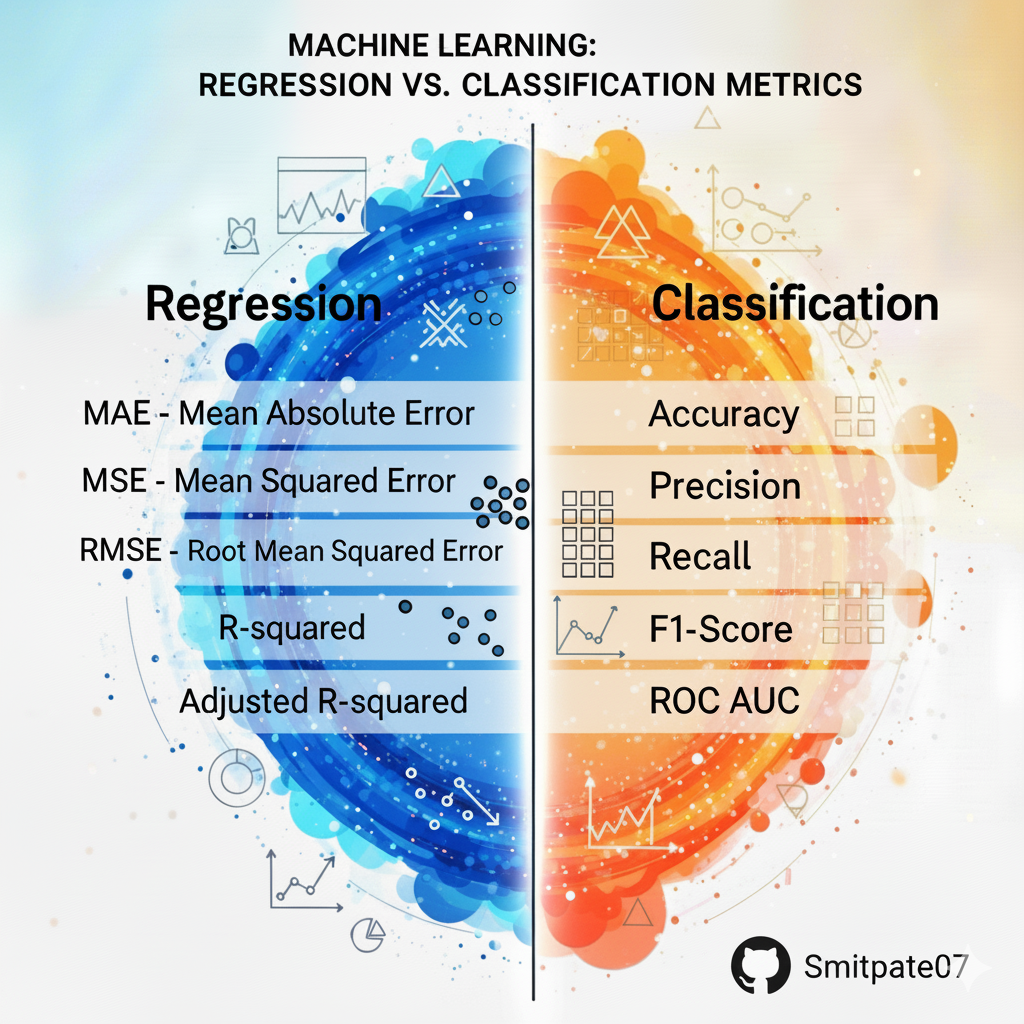 MACHINE LEARNING:
REGRESSION VS. CLASSIFICATION METRICS
Regression
MAE - Mean Absolute Error
MSE - Mean Squared Error
RMSE - Root Mean Squared Error
R-squared
Adjusted R-squared
Classification
Accuracy
Precision
Recall
F1-Score
ROC AUC
Smitpate07